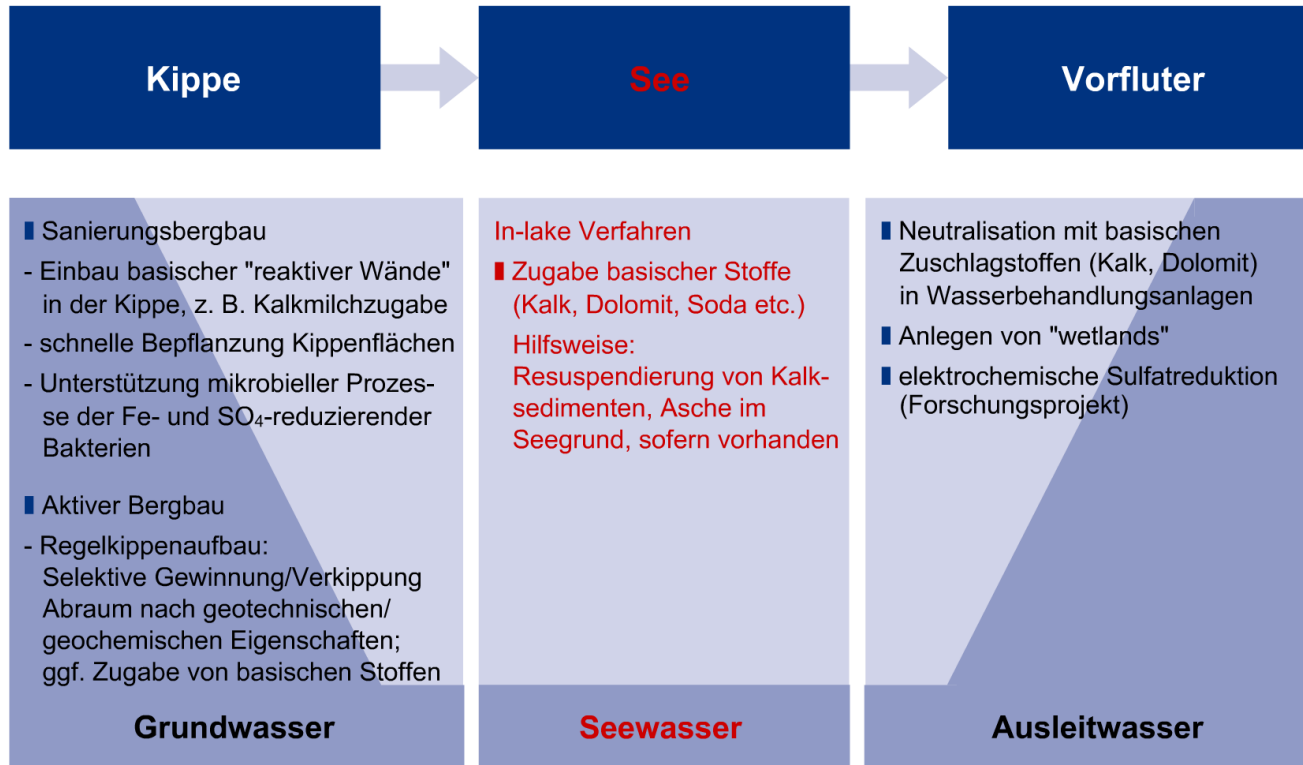 Kippe
See
Vorfluter
Sanierungsbergbau
- Einbau basischer "reaktiver Wände"
in der Kippe, z. B. Kalkmilchzugabe
- schnelle Bepflanzung Kippenflächen
- Unterstützung mikrobieller Prozes-
se der Fe- und SO₄-reduzierender
Bakterien
Aktiver Bergbau
- Regelkippenaufbau:
Selektive Gewinnung/Verkippung
Abraum nach geotechnischen/
geochemischen Eigenschaften;
ggf. Zugabe von basischen Stoffen
Grundwasser
In-lake Verfahren
Zugabe basischer Stoffe
(Kalk, Dolomit, Soda etc.)
Hilfsweise:
Resuspendierung von Kalk-
sedimenten, Asche im
Seegrund, sofern vorhanden
Seewasser
Neutralisation mit basischen
Zuschlagstoffen (Kalk, Dolomit)
in Wasserbehandlungsanlagen
Anlegen von "wetlands"
elektrochemische Sulfatreduktion
(Forschungsprojekt)
Ausleitwasser